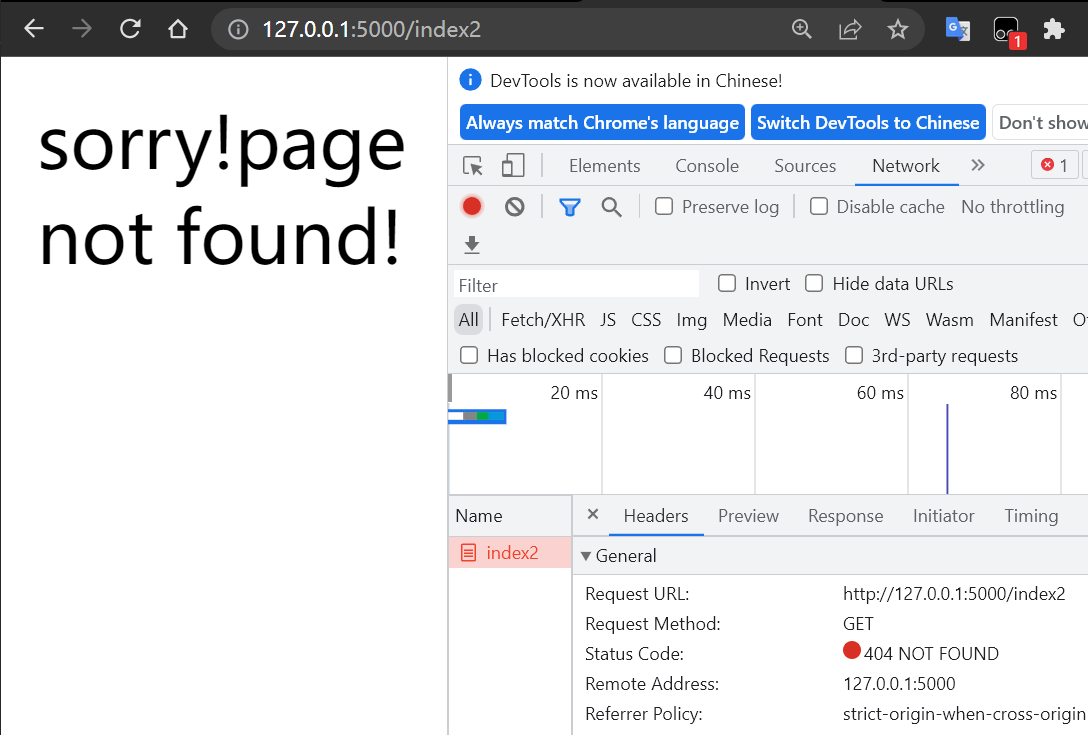 127.0.0.1:5000/index2
1
sorry!page
not found!
DevTools is now available in Chinese!
Always match Chrome's language Switch DevTools to Chinese Don't show
Elements Console Sources Network 1
Preserve log Disable cache No throttling
Filter Invert Hide data URLs
All Fetch/XHR JS CSS Img Media Font Doc WS Wasm Manifest
Has blocked cookies Blocked Requests 3rd-party requests
20 ms 40 ms 60 ms 80 ms
Name Headers Preview Response Initiator Timing
index2 General
Request URL: http://127.0.0.1:5000/index2
Request Method: GET
Status Code: 404 NOT FOUND
Remote Address: 127.0.0.1:5000
Referrer Policy: strict-origin-when-cross-origin